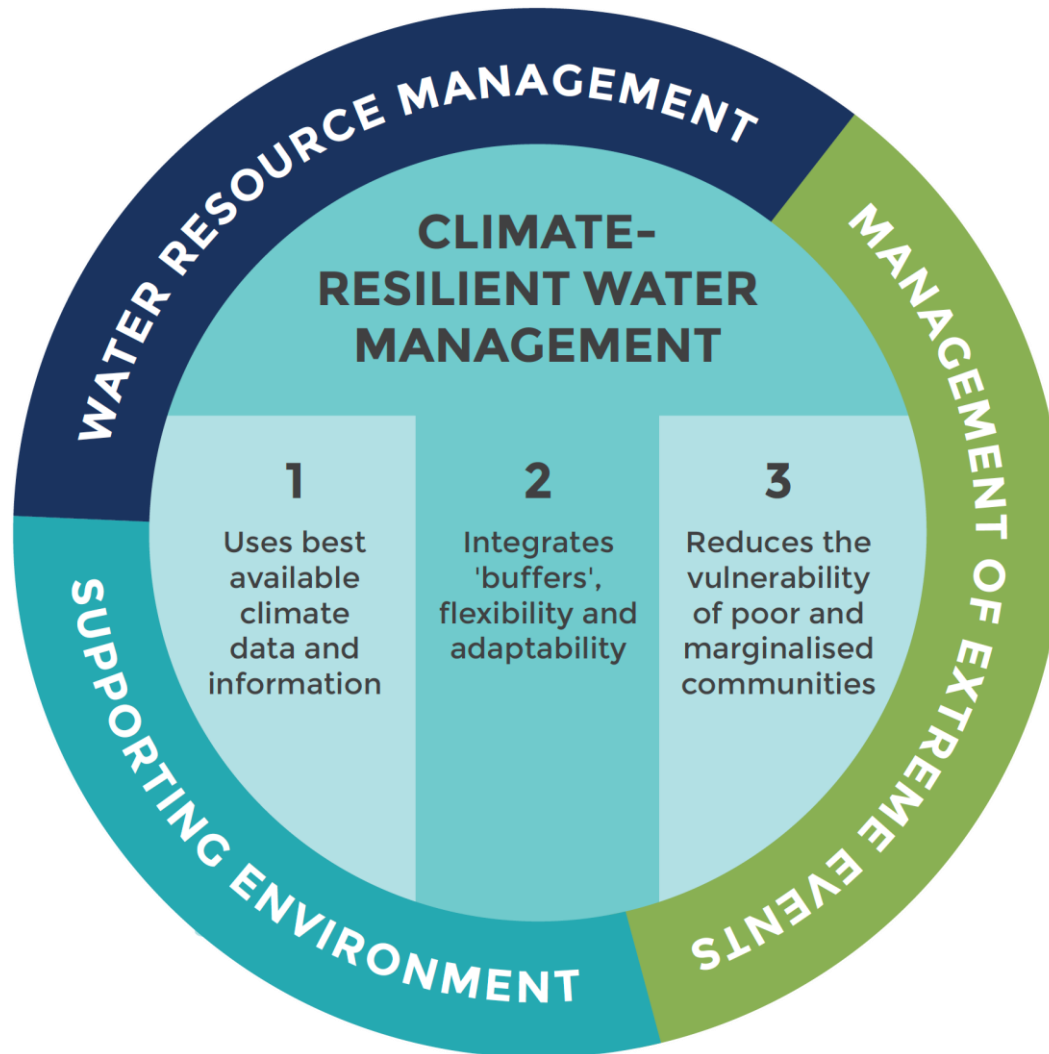 WATER RESOURCE MANAGEMENT
MANAGEMENT OF EXTREME EVENTS
SUPPORTING ENVIRONMENT
CLIMATE-
RESILIENT WATER
MANAGEMENT
1
Uses best
available
climate
data and
information
2
Integrates
'buffers',
flexibility and
adaptability
3
Reduces the
vulnerability
of poor and
marginalised
communities